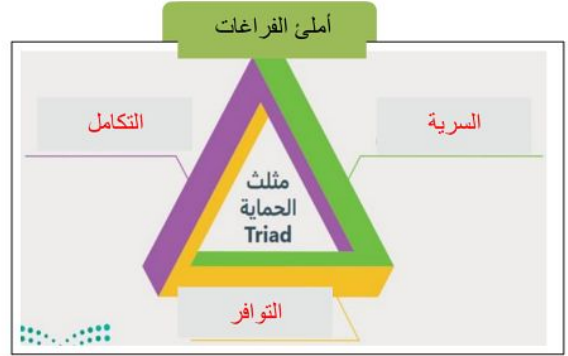 أملئ الفراغات
السرية
التكامل
مثلث
الحماية
Triad
التوافر